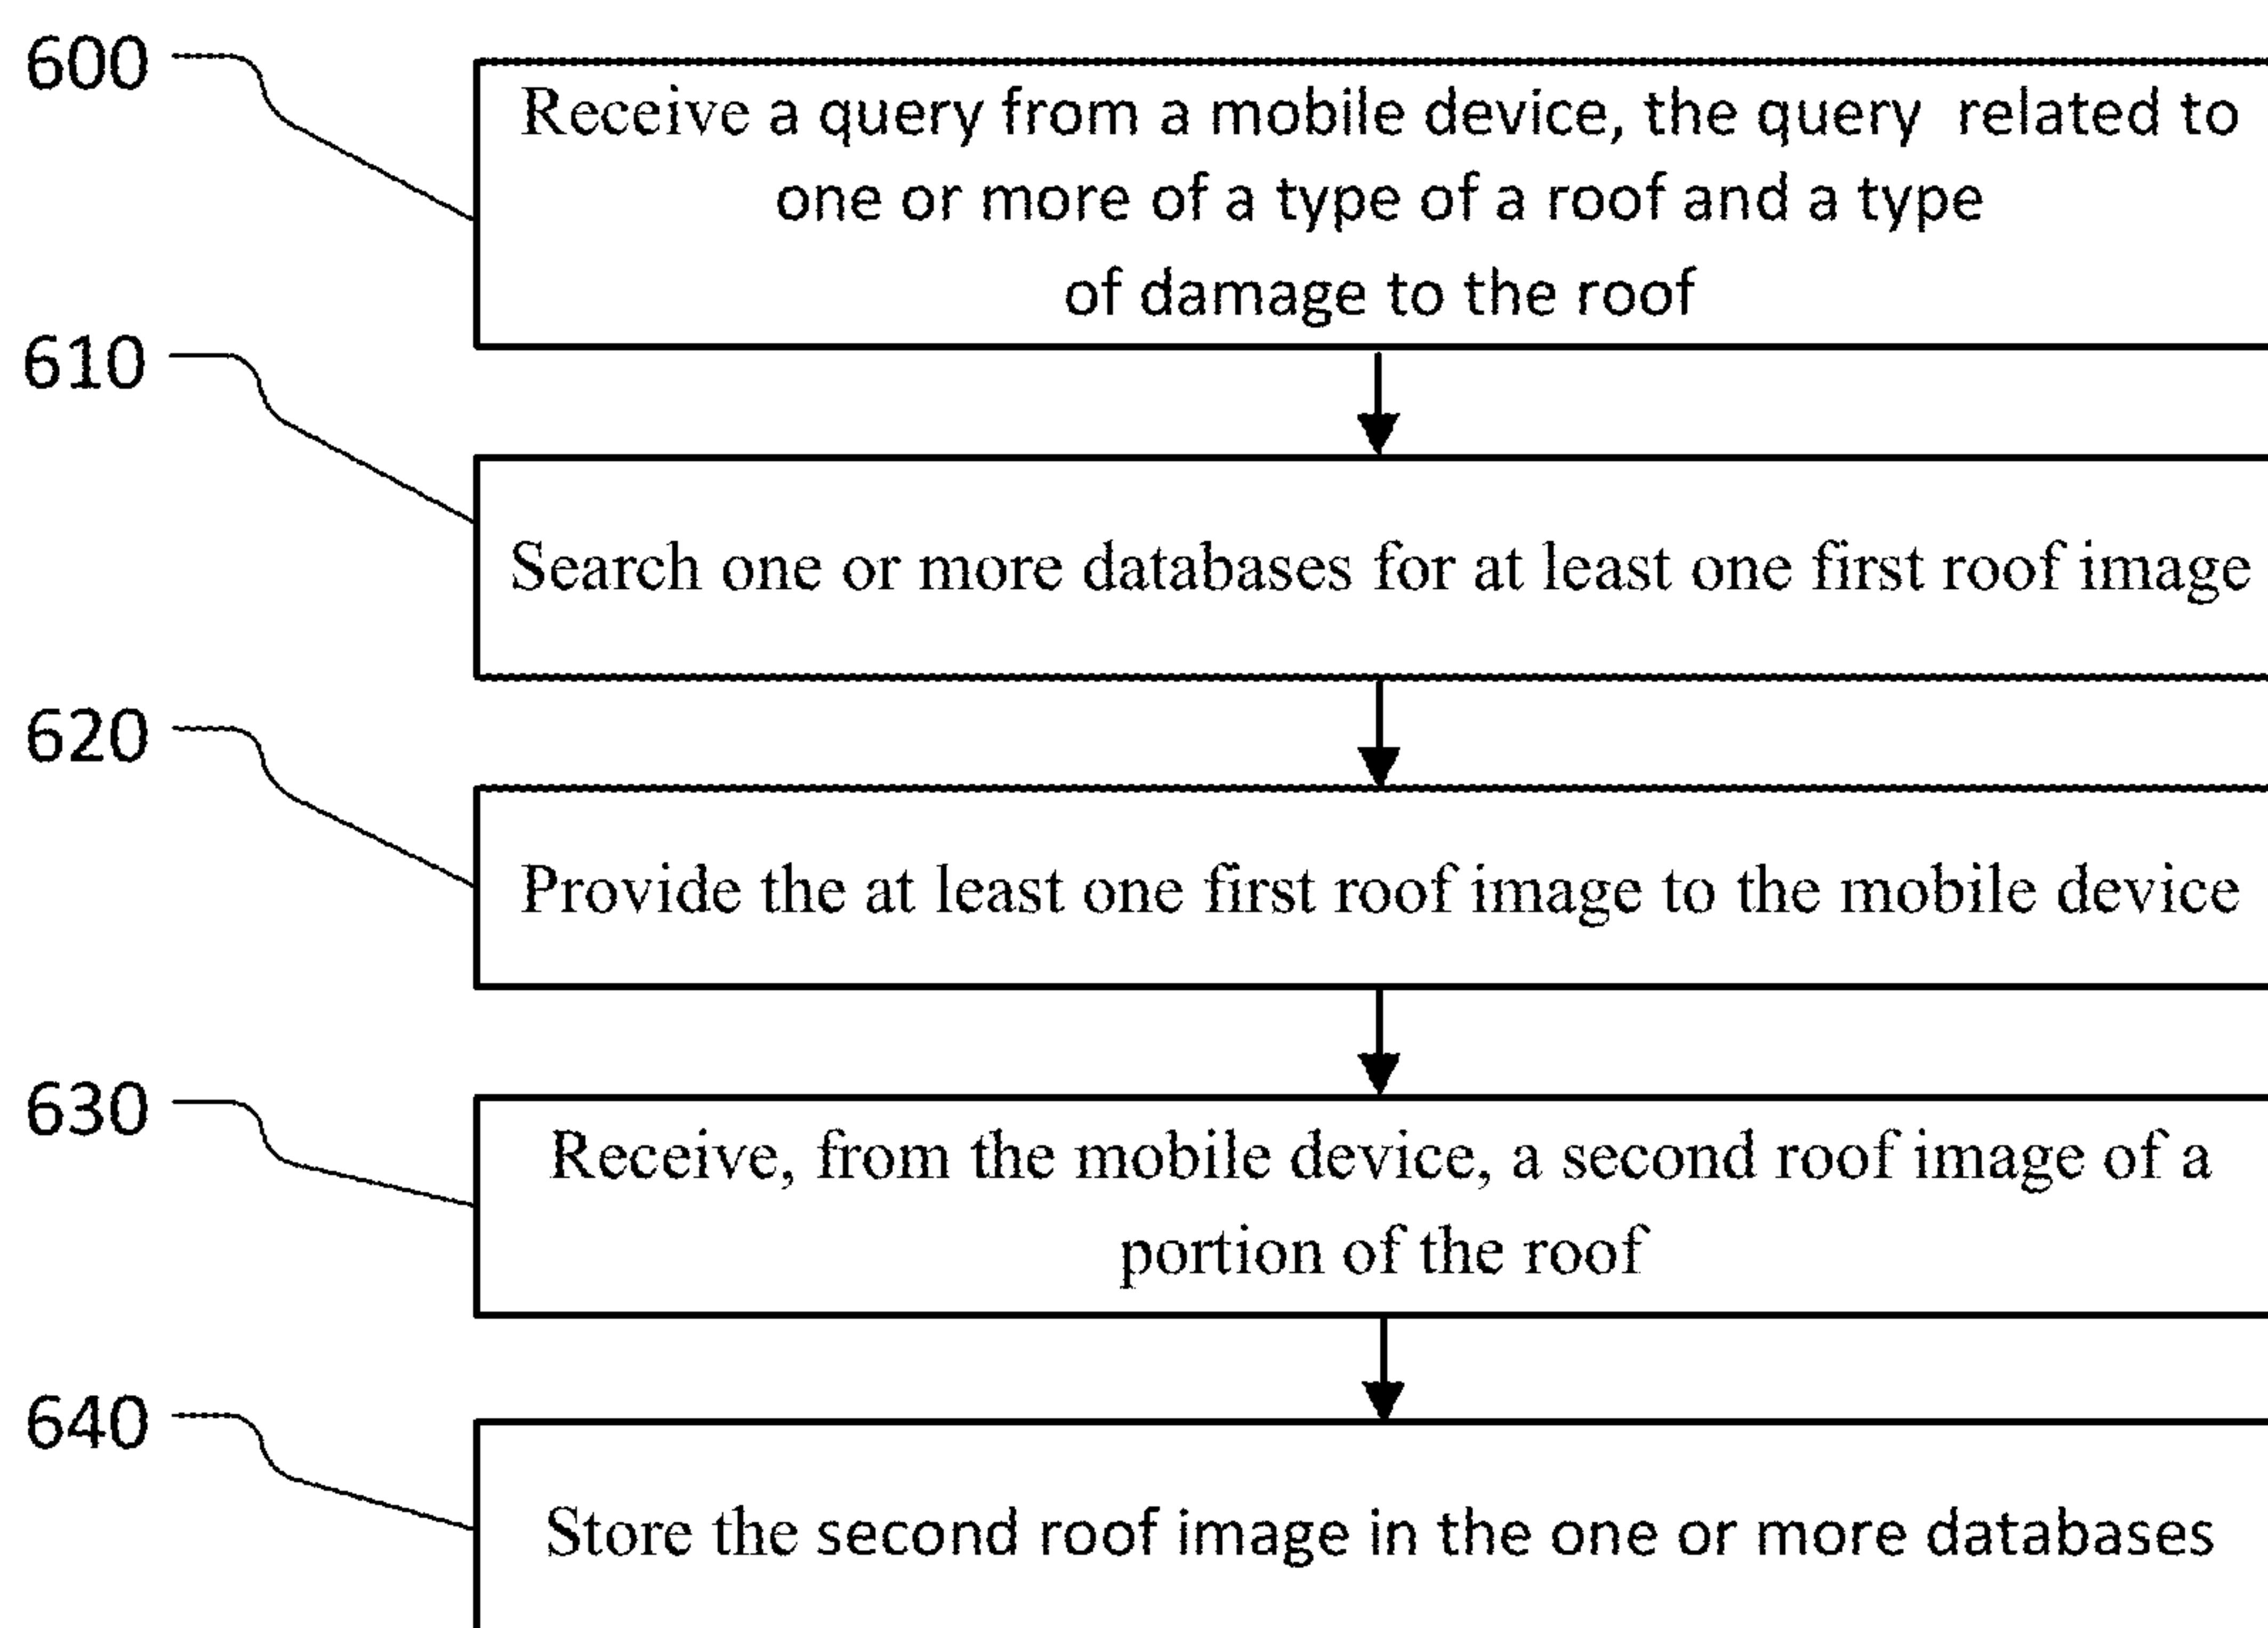 600
Receive a query from a mobile device, the query related to
one or more of a type of a roof and a type
of damage to the roof
610
Search one or more databases for at least one first roof image
620
Provide the at least one first roof image to the mobile device
630
Receive, from the mobile device, a second roof image of a
portion of the roof
640
Store the second roof image in the one or more databases